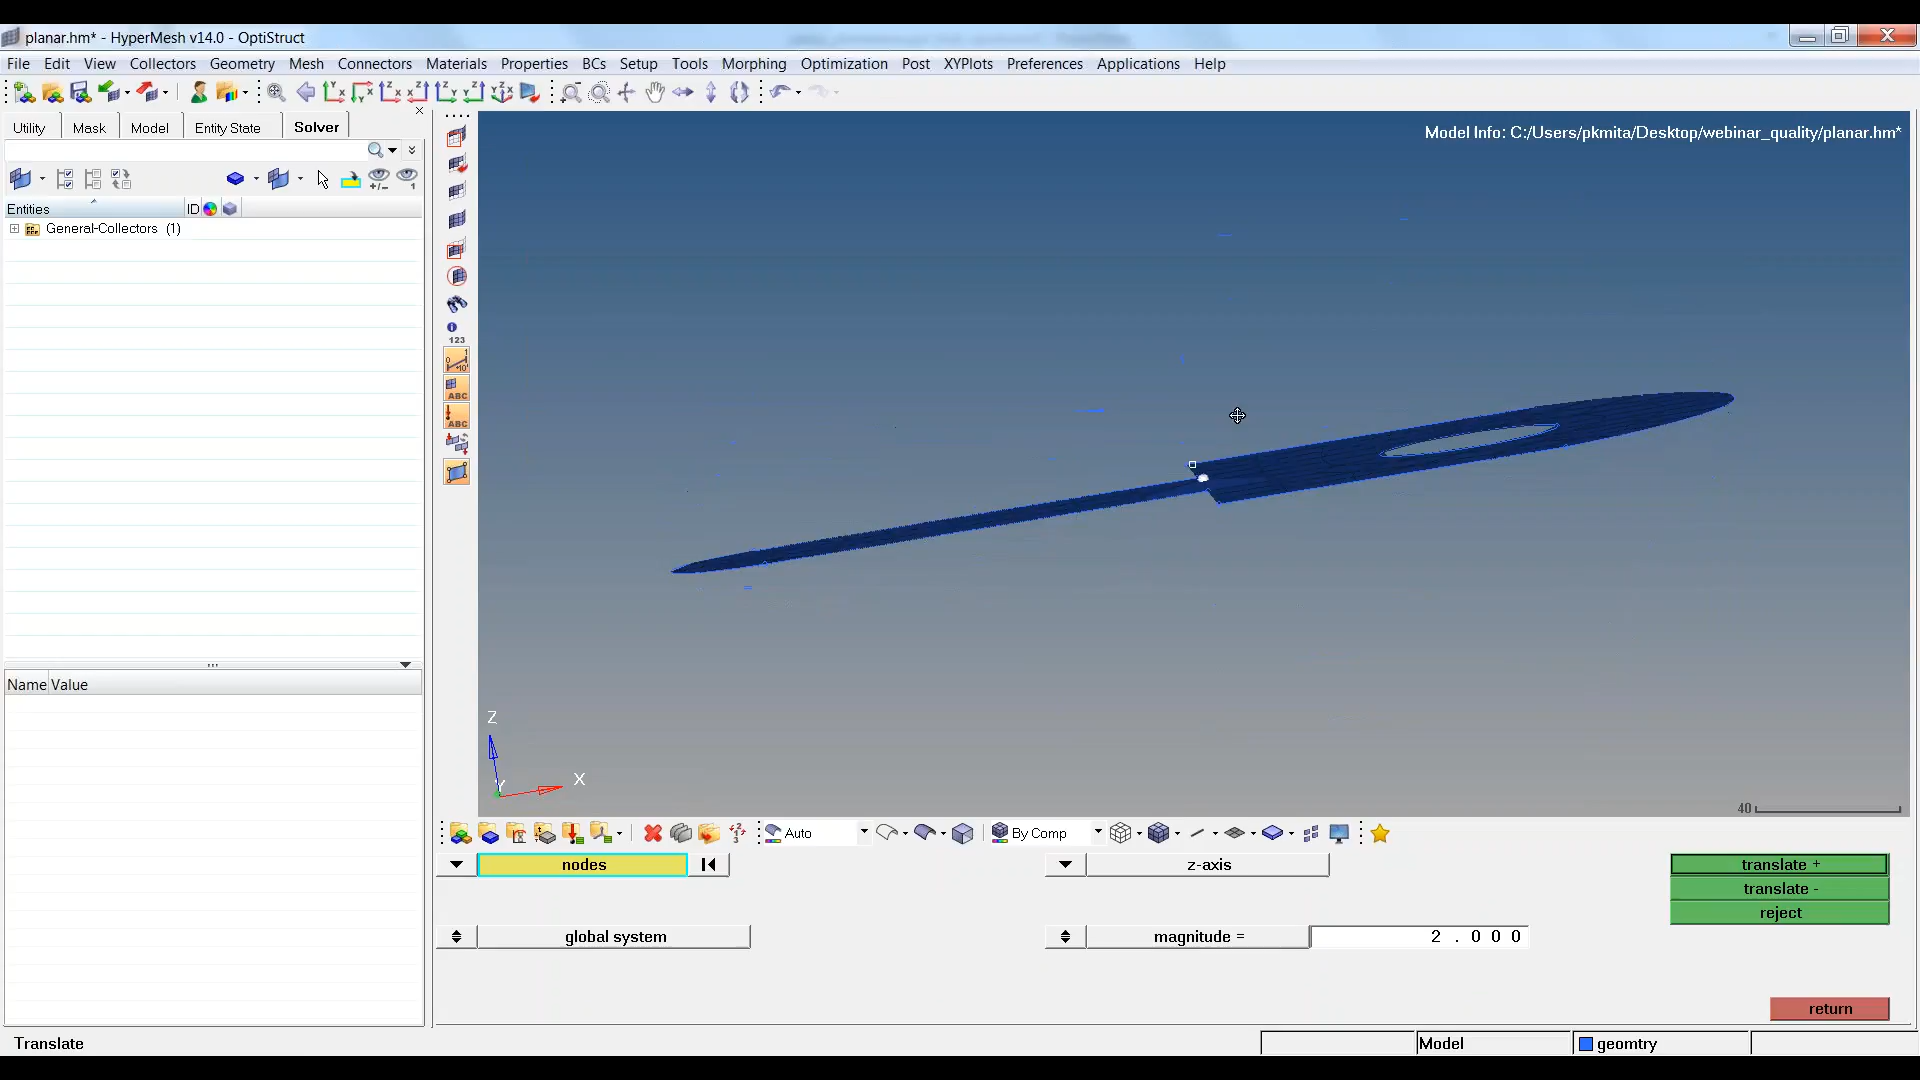 planar.hm* - HyperMesh v14.0 - OptiStruct
File Edit View Collectors Geometry Mesh Connectors Materials Properties BCs Setup Tools Morphing Optimization Post XYPlots Preferences Applications Help
Utility Mask Model Entity State Solver
Model Info: C:/Users/pkmita/Desktop/webinar_quality/planar.hm*
Entities ID
General-Collectors (1)
123
ABC
ABC
Name Value
Z
Y
X
40
Auto By Comp
nodes z-axis translate +
translate -
reject
global system magnitude = 2.000
return
Translate Model geomtry